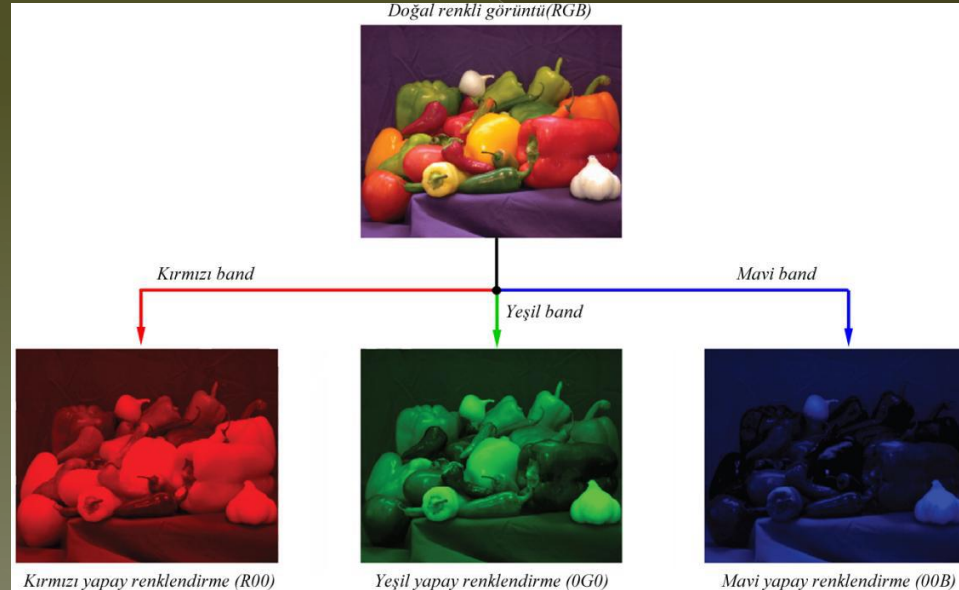 Doğal renkli görüntü(RGB)
Kırmızı band
Mavi band
Yeşil band
Kırmızı yapay renklendirme (R00)
Yeşil yapay renklendirme (0G0)
Mavi yapay renklendirme (00B)